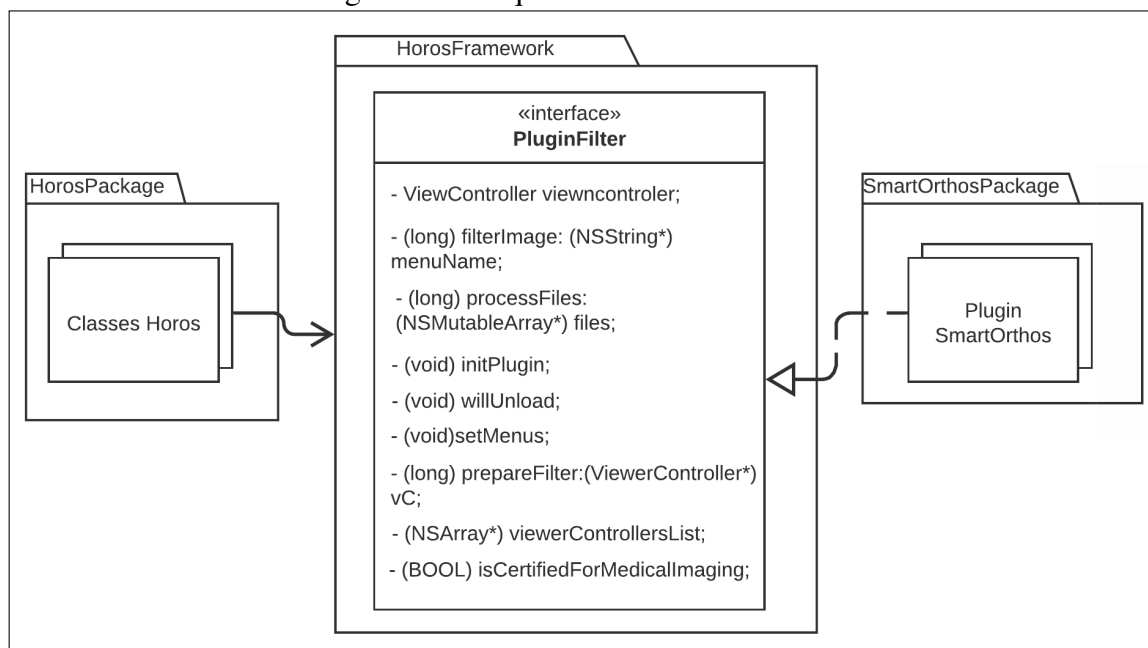 HorosFramework
«interface»
PluginFilter
HorosPackage
Classes Horos
- ViewController viewncontroler;
- (long) filterImage: (NSString*)
menuName;
- (long) processFiles:
(NSMutableArray*) files;
- (void) initPlugin;
- (void) willUnload;
- (void)setMenus;
- (long) prepareFilter:(ViewerController*)
vC;
- (NSArray*) viewerControllersList;
- (BOOL) isCertifiedForMedicalImaging;
SmartOrthosPackage
Plugin
SmartOrthos